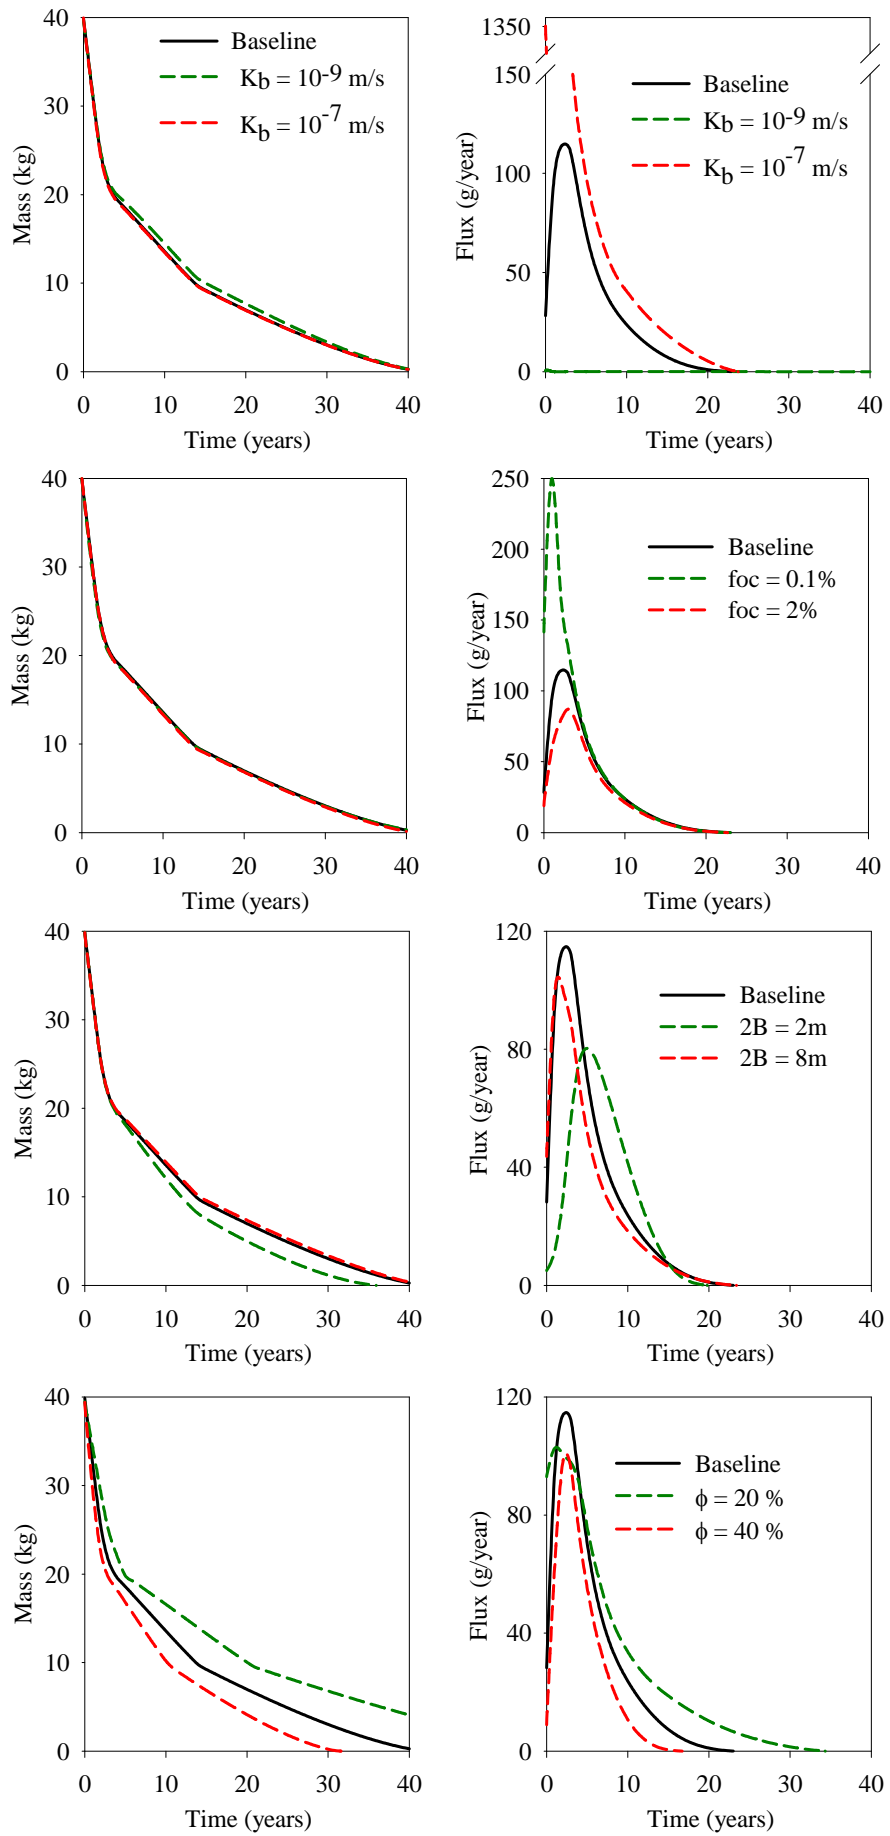 Baseline
K_b = 10^-9 m/s
K_b = 10^-7 m/s
Mass (kg)
40
30
20
10
0
0 10 20 30 40
Time (years)
1350
150
100
50
0
Flux (g/year)
Baseline
K_b = 10^-9 m/s
K_b = 10^-7 m/s
0 10 20 30 40
Time (years)
Mass (kg)
40
30
20
10
0
0 10 20 30 40
Time (years)
Flux (g/year)
250
200
150
100
50
0
Baseline
foc = 0.1%
foc = 2%
0 10 20 30 40
Time (years)
Mass (kg)
40
30
20
10
0
0 10 20 30 40
Time (years)
Flux (g/year)
120
80
40
0
Baseline
2B = 2m
2B = 8m
0 10 20 30 40
Time (years)
Mass (kg)
40
30
20
10
0
0 10 20 30 40
Time (years)
Flux (g/year)
120
80
40
0
Baseline
ϕ = 20 %
ϕ = 40 %
0 10 20 30 40
Time (years)